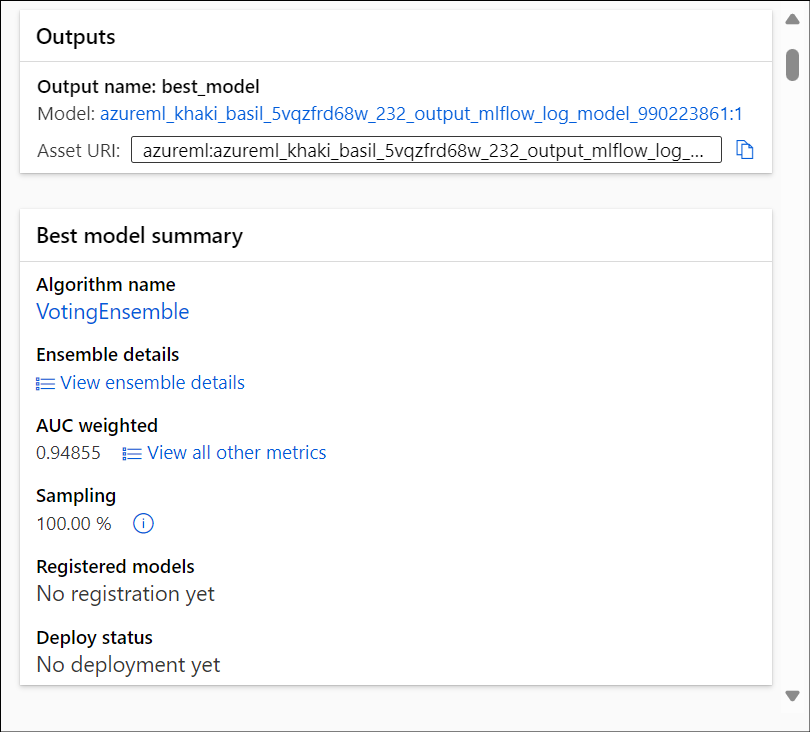 Outputs
Output name: best_model
Model: azureml_khaki_basil_5vqzfrd68w_232_output_mlflow_log_model_990223861:1
Asset URI: azureml:azureml_khaki_basil_5vqzfrd68w_232_output_mlflow_log_...
Best model summary
Algorithm name
VotingEnsemble
Ensemble details
View ensemble details
AUC weighted
0.94855 View all other metrics
Sampling
100.00 %
Registered models
No registration yet
Deploy status
No deployment yet